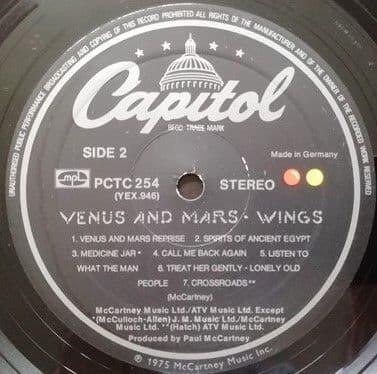 UNAUTHORISED PUBLIC PERFORMANCE BROADCASTING AND COPYING OF THIS RECORD PROHIBITED ALL RIGHTS OF THE
OWNER OF THE RECORDED WORK RESERVED
Capitol
REG. TRADE MARK
SIDE 2
Made in Germany
mpl
PCTC 254
(YEX.946)
STEREO
VENUS AND MARS • WINGS
1. VENUS AND MARS REPRISE 2. SPIRITS OF ANCIENT EGYPT
3. MEDICINE JAR* 4. CALL ME BACK AGAIN 5. LISTEN TO
WHAT THE MAN 6. TREAT HER GENTLY - LONELY OLD
PEOPLE 7. CROSSROADS**
(McCartney)
McCartney Music Ltd./ATV Music Ltd. Except
*(McCulloch-Allen) J. M. Music Ltd./McCartney
Music Ltd. **(Hatch) ATV Music Ltd.
Produced by Paul McCartney
℗ 1975 McCartney Music Inc.